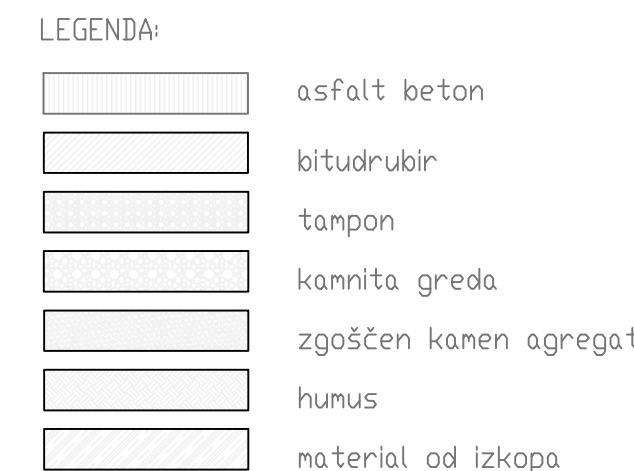 LEGENDA:
asfalt beton
bitudrubir
tampon
kamnita greda
zgoščen kamen agregat
humus
material od izkopa